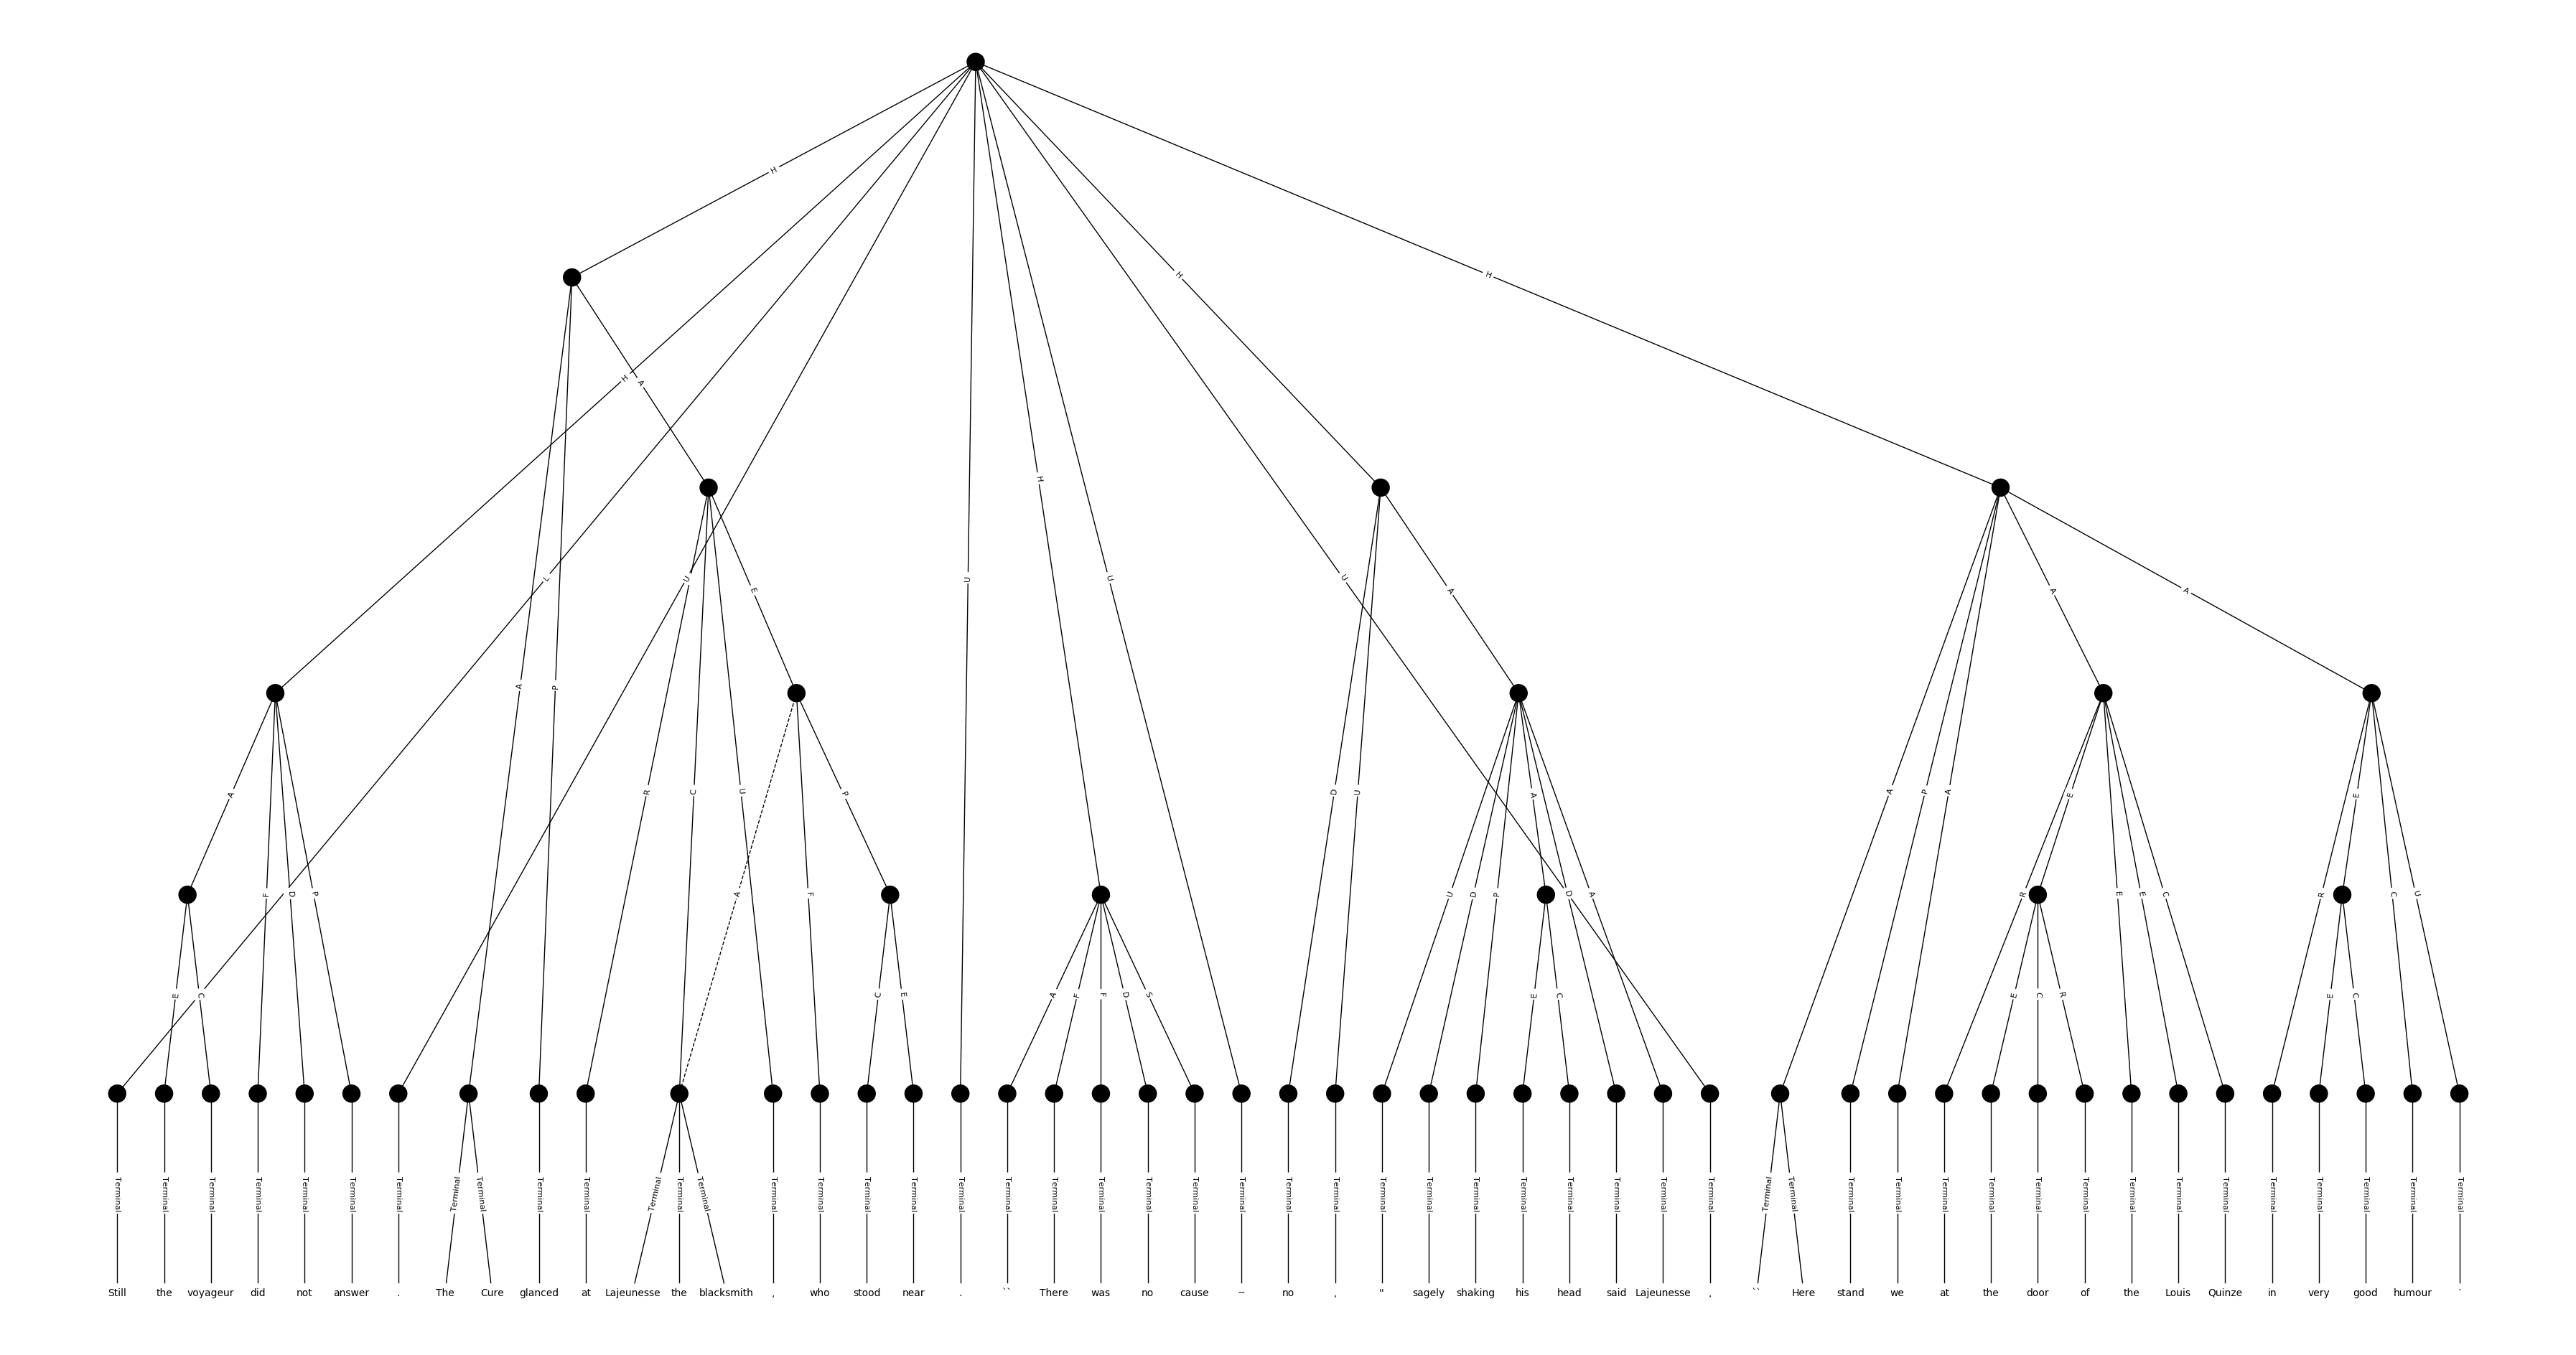 H
H
H
H
A
H
H
L
U
U
U
U
E
A
A
A
A
P
A
R
C
U
P
D
U
A
A
P
A
E
E
F
D
P
A
F
U
D
P
D
A
R
E
E
C
R
C
U
E
C
C
E
A
F
F
D
S
E
C
E
C
R
E
C
Terminal Terminal Terminal Terminal Terminal Terminal Terminal Terminal Terminal Terminal Terminal Terminal Terminal Terminal Terminal Terminal Terminal Terminal Terminal Terminal Terminal Terminal Terminal Terminal Terminal Terminal Terminal Terminal Terminal Terminal Terminal Terminal Terminal Terminal Terminal Terminal Terminal Terminal Terminal Terminal Terminal Terminal Terminal Terminal Terminal Terminal Terminal Terminal Terminal Terminal Terminal
Still the voyageur did not answer . The Cure glanced at Lajeunesse the blacksmith , who stood near . `` There was no cause -- no , " sagely shaking his head said Lajeunesse , `` Here stand we at the door of the Louis Quinze in very good humour .